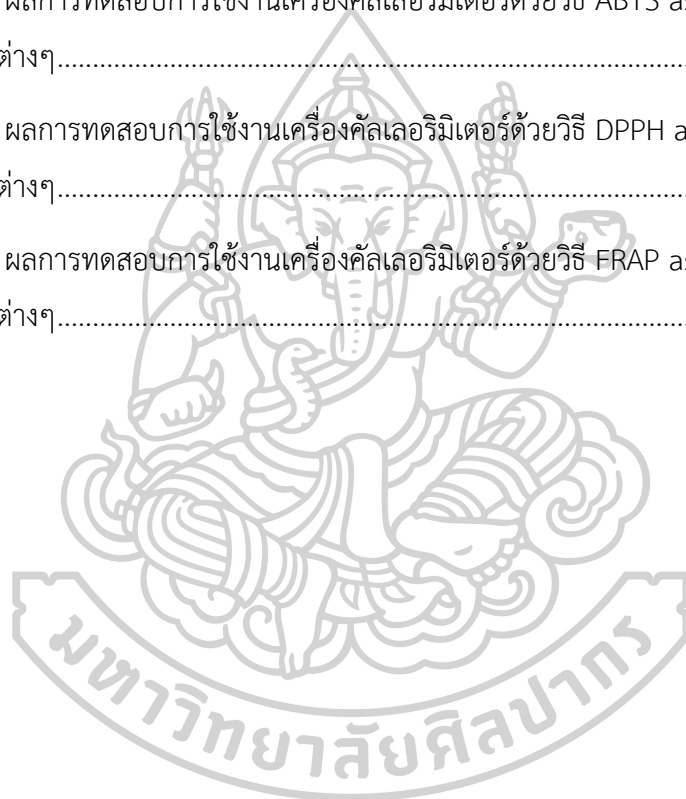 ผลการทดสอบการใช้งานเครื่องคัลเลอริมิเตอร์ด้วยวิธี ABTS
ต่างๆ..........................................................................................
ผลการทดสอบการใช้งานเครื่องคัลเลอริมิเตอร์ด้วยวิธี DPPH
ต่างๆ..........................................................................................
ผลการทดสอบการใช้งานเครื่องคัลเลอริมิเตอร์ด้วยวิธี FRAP
ต่างๆ..........................................................................................
มหาวิทยาลัยศิลปากร